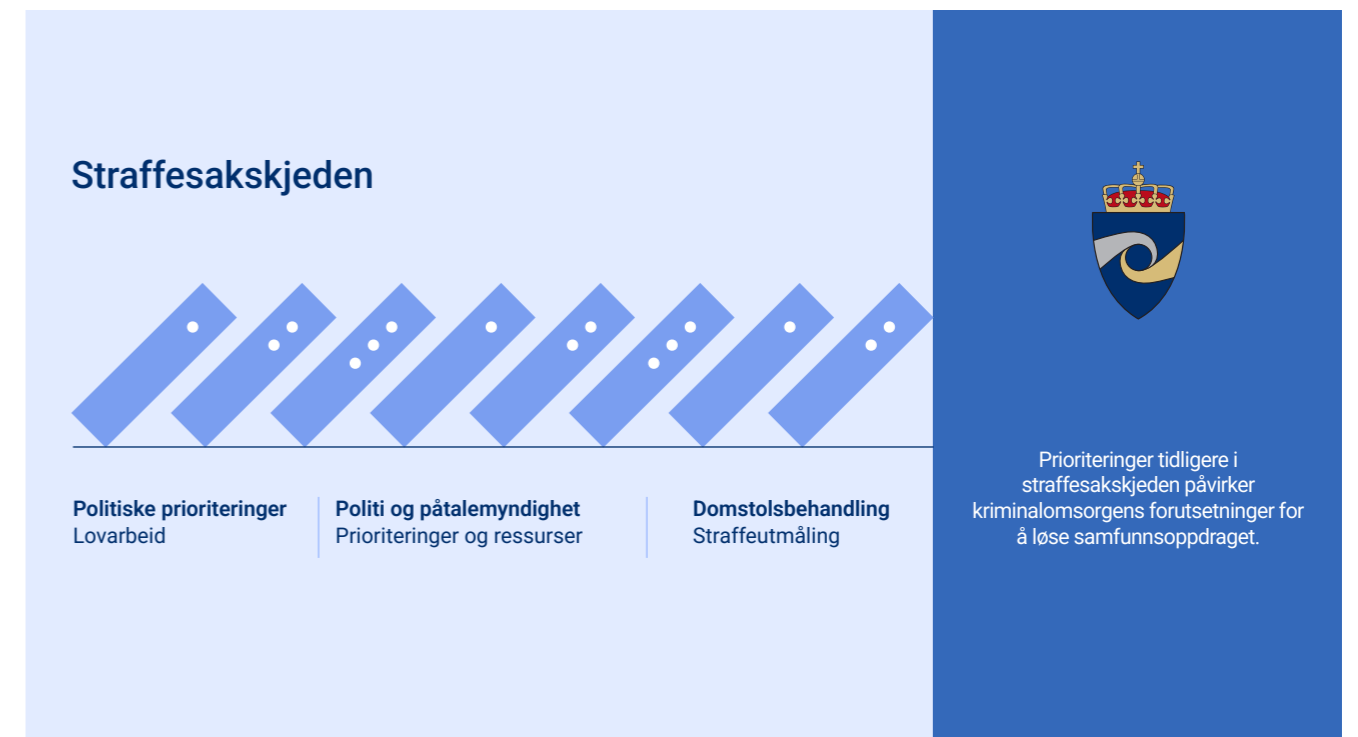 Straffesakskjeden
Politiske prioriteringer
Lovarbeid
Politi og påtalemyndighet
Prioriteringer og ressurser
Domstolsbehandling
Straffeutmåling
Prioriteringer tidligere i
straffesakskjeden påvirker
kriminalomsorgens forutsetninger for
å løse samfunnsoppdraget.